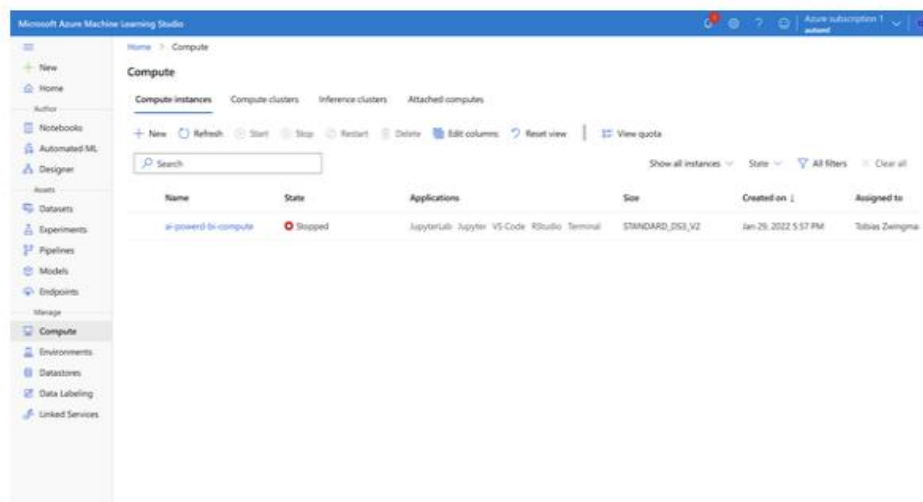 Microsoft Azure Machine Learning Studio
Azure subscription 1
automl
Home > Compute
New
Home
Author
Notebooks
Automated ML
Designer
Assets
Datasets
Experiments
Pipelines
Models
Endpoints
Manage
Compute
Environments
Datastores
Data Labeling
Linked Services
Compute
Compute instances Compute clusters Inference clusters Attached computes
New Refresh Start Stop Restart Delete Edit columns Reset view View quota
Search
Show all instances State All filters Clear all
Name State Applications Size Created on ↓ Assigned to
ai-powerd-bi-compute Stopped JupyterLab Jupyter VS Code RStudio Terminal STANDARD_DS3_V2 Jan 29, 2022 5:57 PM Tobias Zwingma